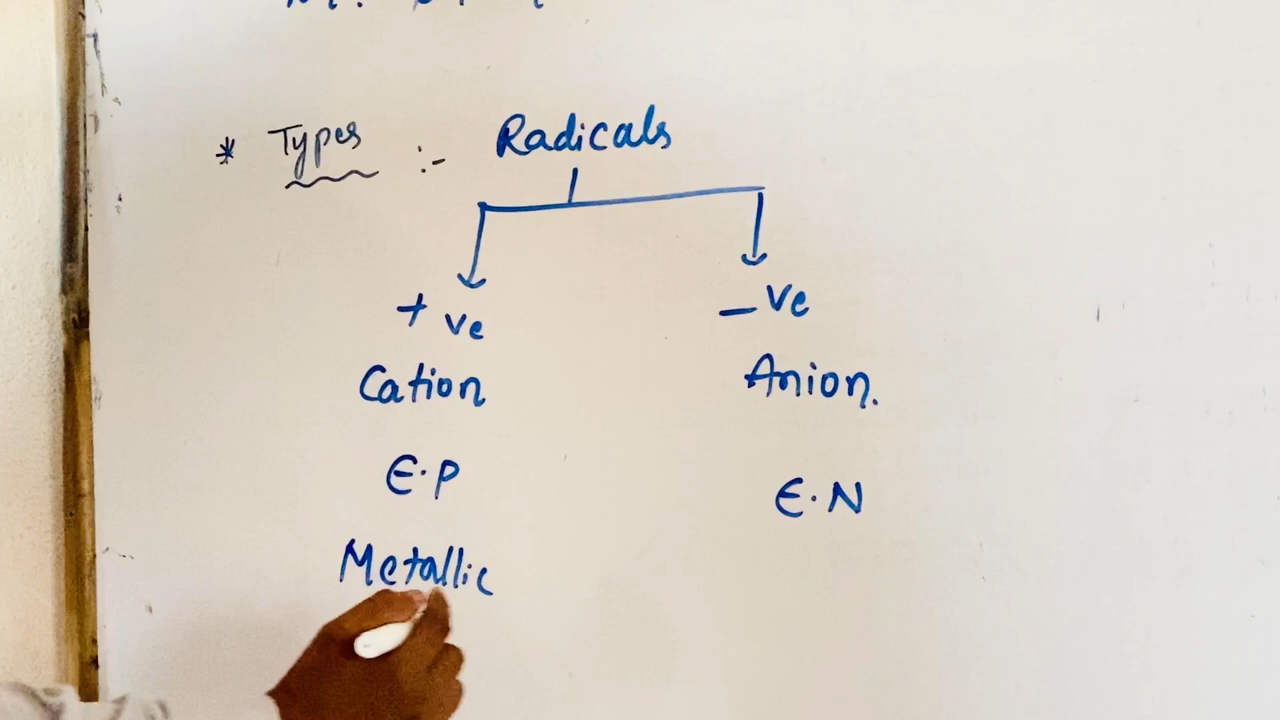 * Types :- Radicals
+ve -ve
Cation Anion.
E.P E.N
Metallic